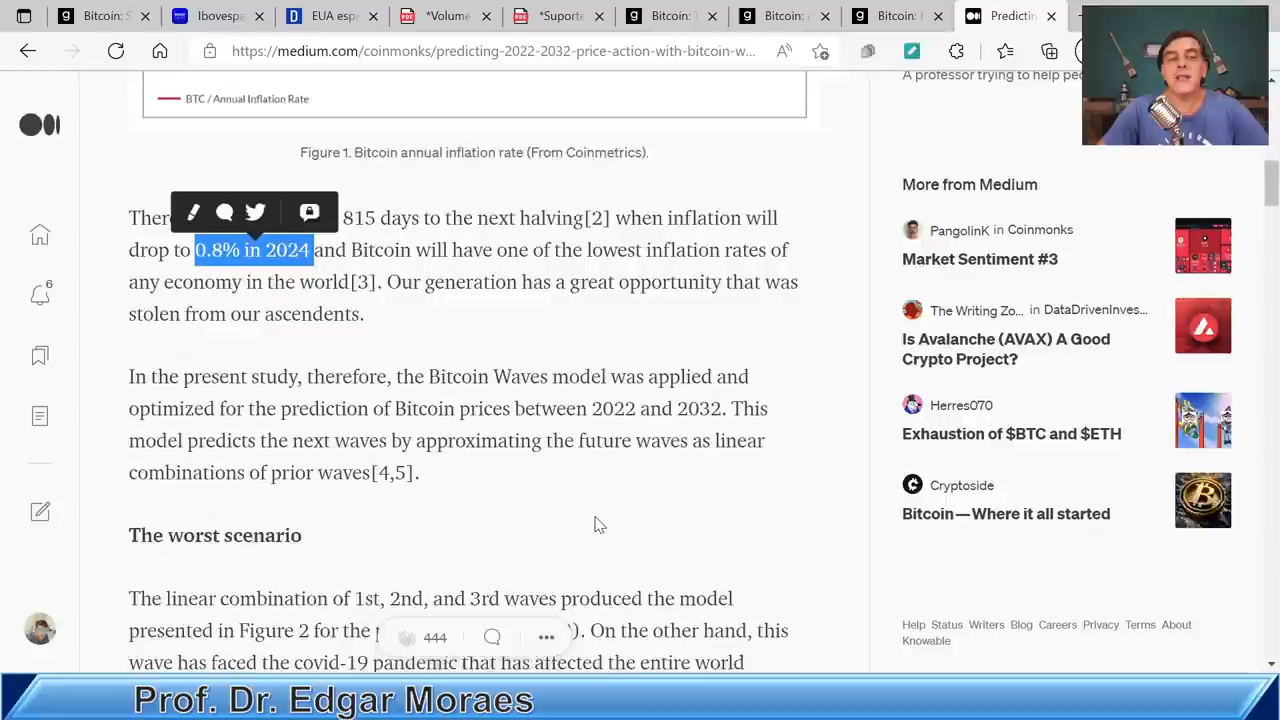 Bitcoin: S
Ibovespa
EUA esp
*Volume
*Suporte
Bitcoin:
Bitcoin:
Bitcoin:
Predictin
https://medium.com/coinmonks/predicting-2022-2032-price-action-with-bitcoin-w...
A professor trying to help pe
BTC / Annual Inflation Rate
Figure 1. Bitcoin annual inflation rate (From Coinmetrics).
815 days to the next halving[2] when inflation will
drop to 0.8% in 2024 and Bitcoin will have one of the lowest inflation rates of
any economy in the world[3]. Our generation has a great opportunity that was
stolen from our ascendents.
In the present study, therefore, the Bitcoin Waves model was applied and
optimized for the prediction of Bitcoin prices between 2022 and 2032. This
model predicts the next waves by approximating the future waves as linear
combinations of prior waves[4,5].
The worst scenario
The linear combination of 1st, 2nd, and 3rd waves produced the model
presented in Figure 2 for the ). On the other hand, this
wave has faced the covid-19 pandemic that has affected the entire world
444
6
More from Medium
PangolinK in Coinmonks
Market Sentiment #3
The Writing Zo... in DataDrivenInves...
Is Avalanche (AVAX) A Good
Crypto Project?
Herres070
Exhaustion of $BTC and $ETH
Cryptoside
Bitcoin—Where it all started
Help Status Writers Blog Careers Privacy Terms About
Knowable
Prof. Dr. Edgar Moraes